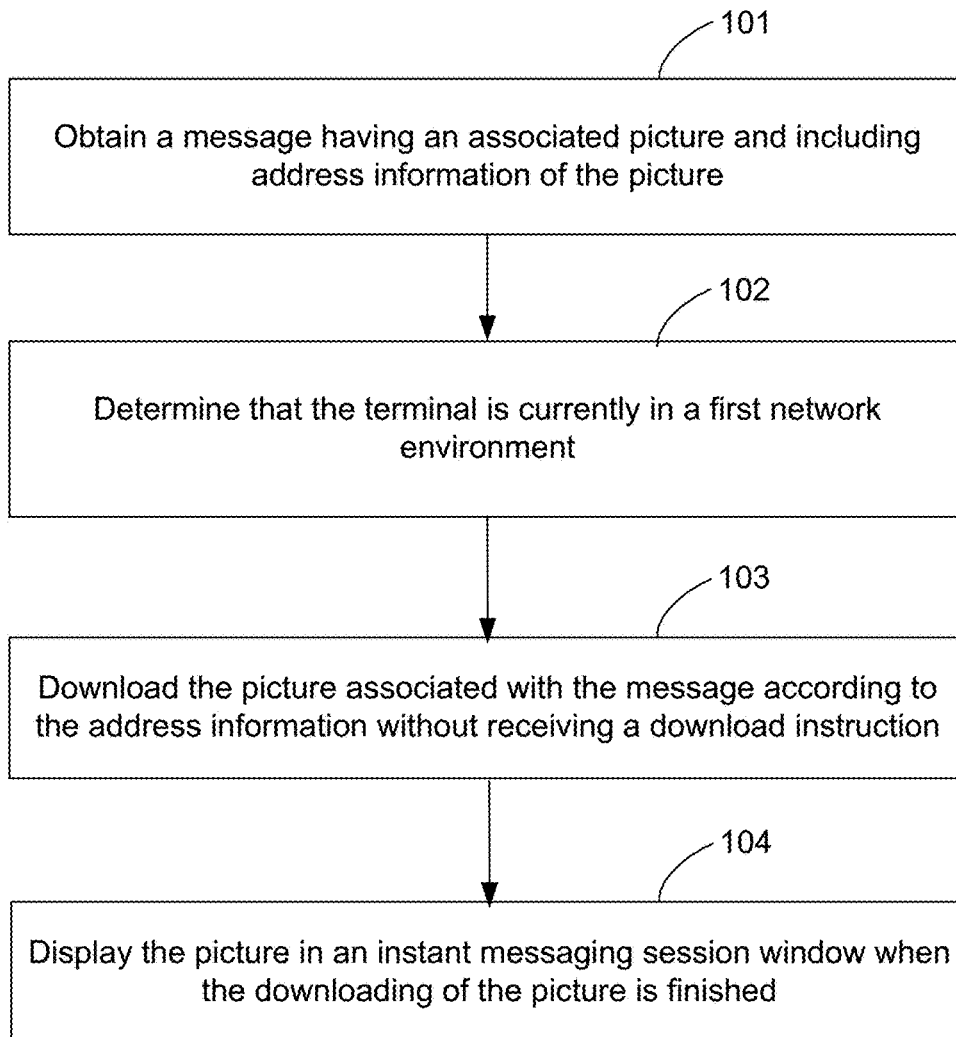 101
Obtain a message having an associated picture and including
address information of the picture
102
Determine that the terminal is currently in a first network
environment
103
Download the picture associated with the message according to
the address information without receiving a download instruction
104
Display the picture in an instant messaging session window when
the downloading of the picture is finished